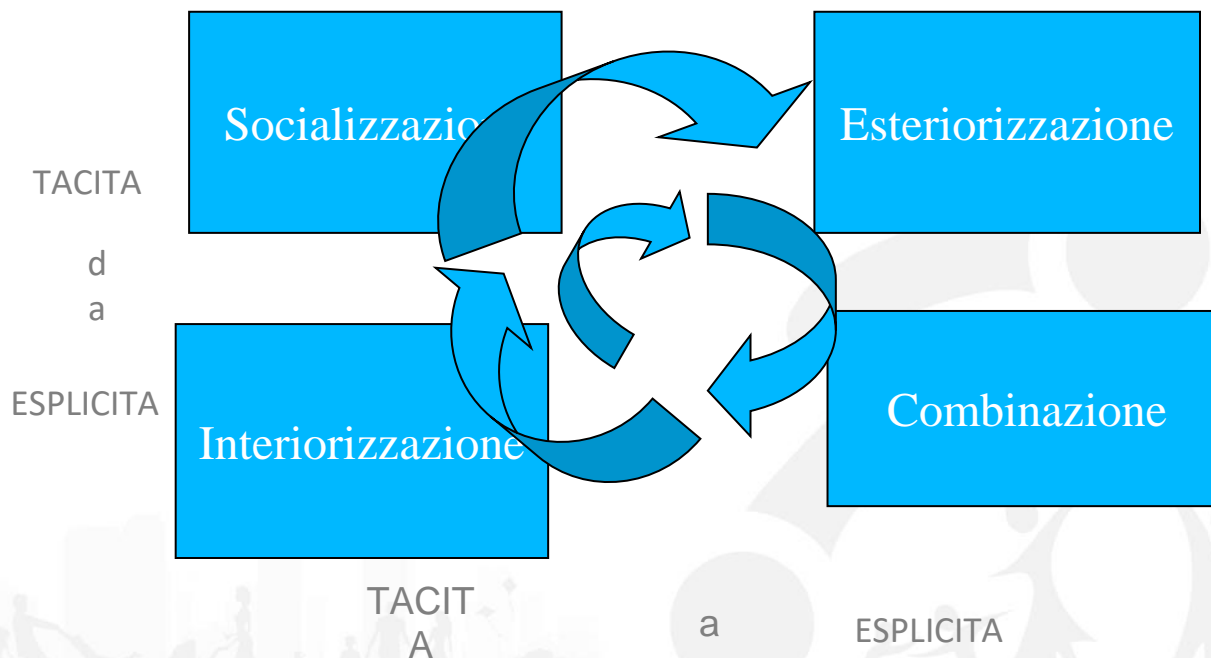 Socializzazio
Esteriorizzazione
TACITA
d
a
ESPLICITA
Interiorizzazione
Combinazione
TACIT
A
a
ESPLICITA